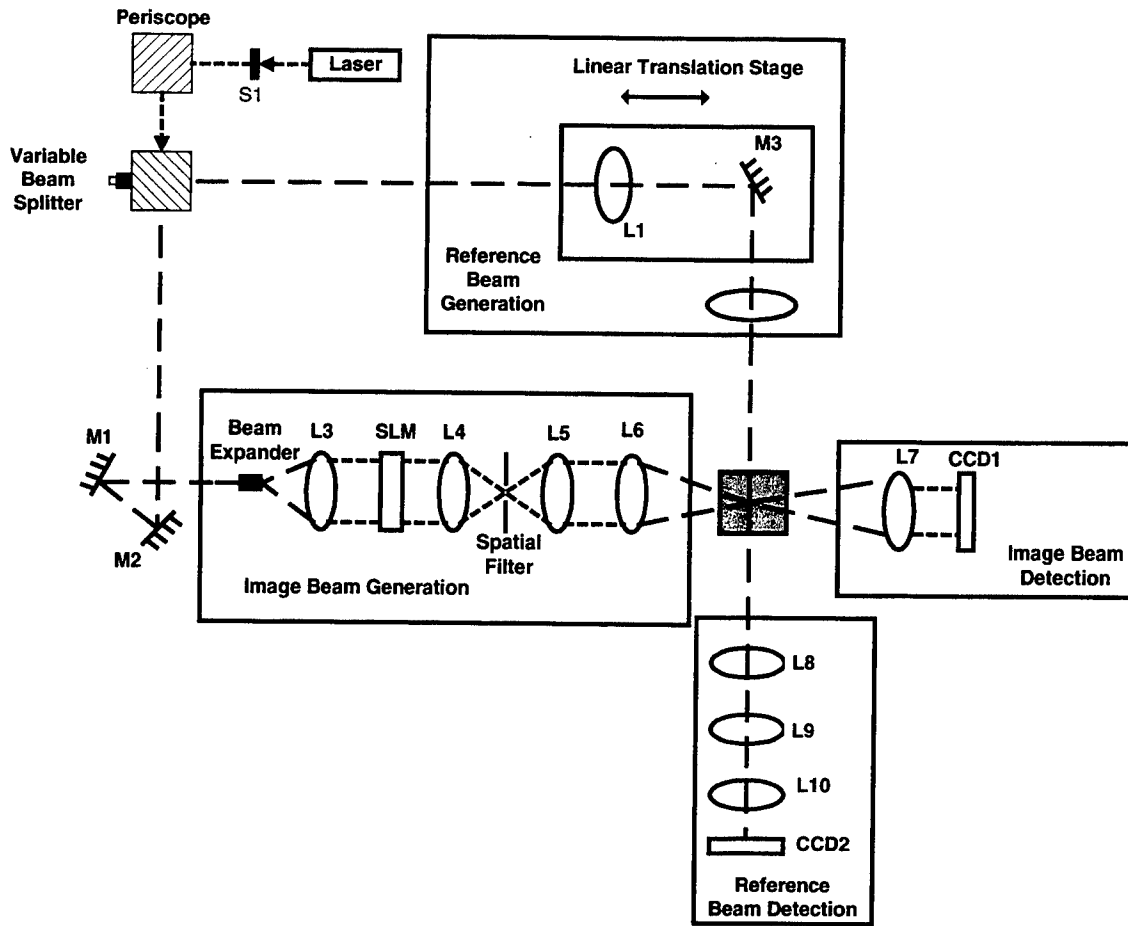 Periscope
Laser
S1
Linear Translation Stage
M3
Variable
Beam
Splitter
L1
Reference
Beam
Generation
M1
Beam
Expander
L3
SLM
L4
L5
L6
L7
CCD1
M2
Spatial
Filter
Image Beam Generation
Image Beam
Detection
L8
L9
L10
CCD2
Reference
Beam Detection